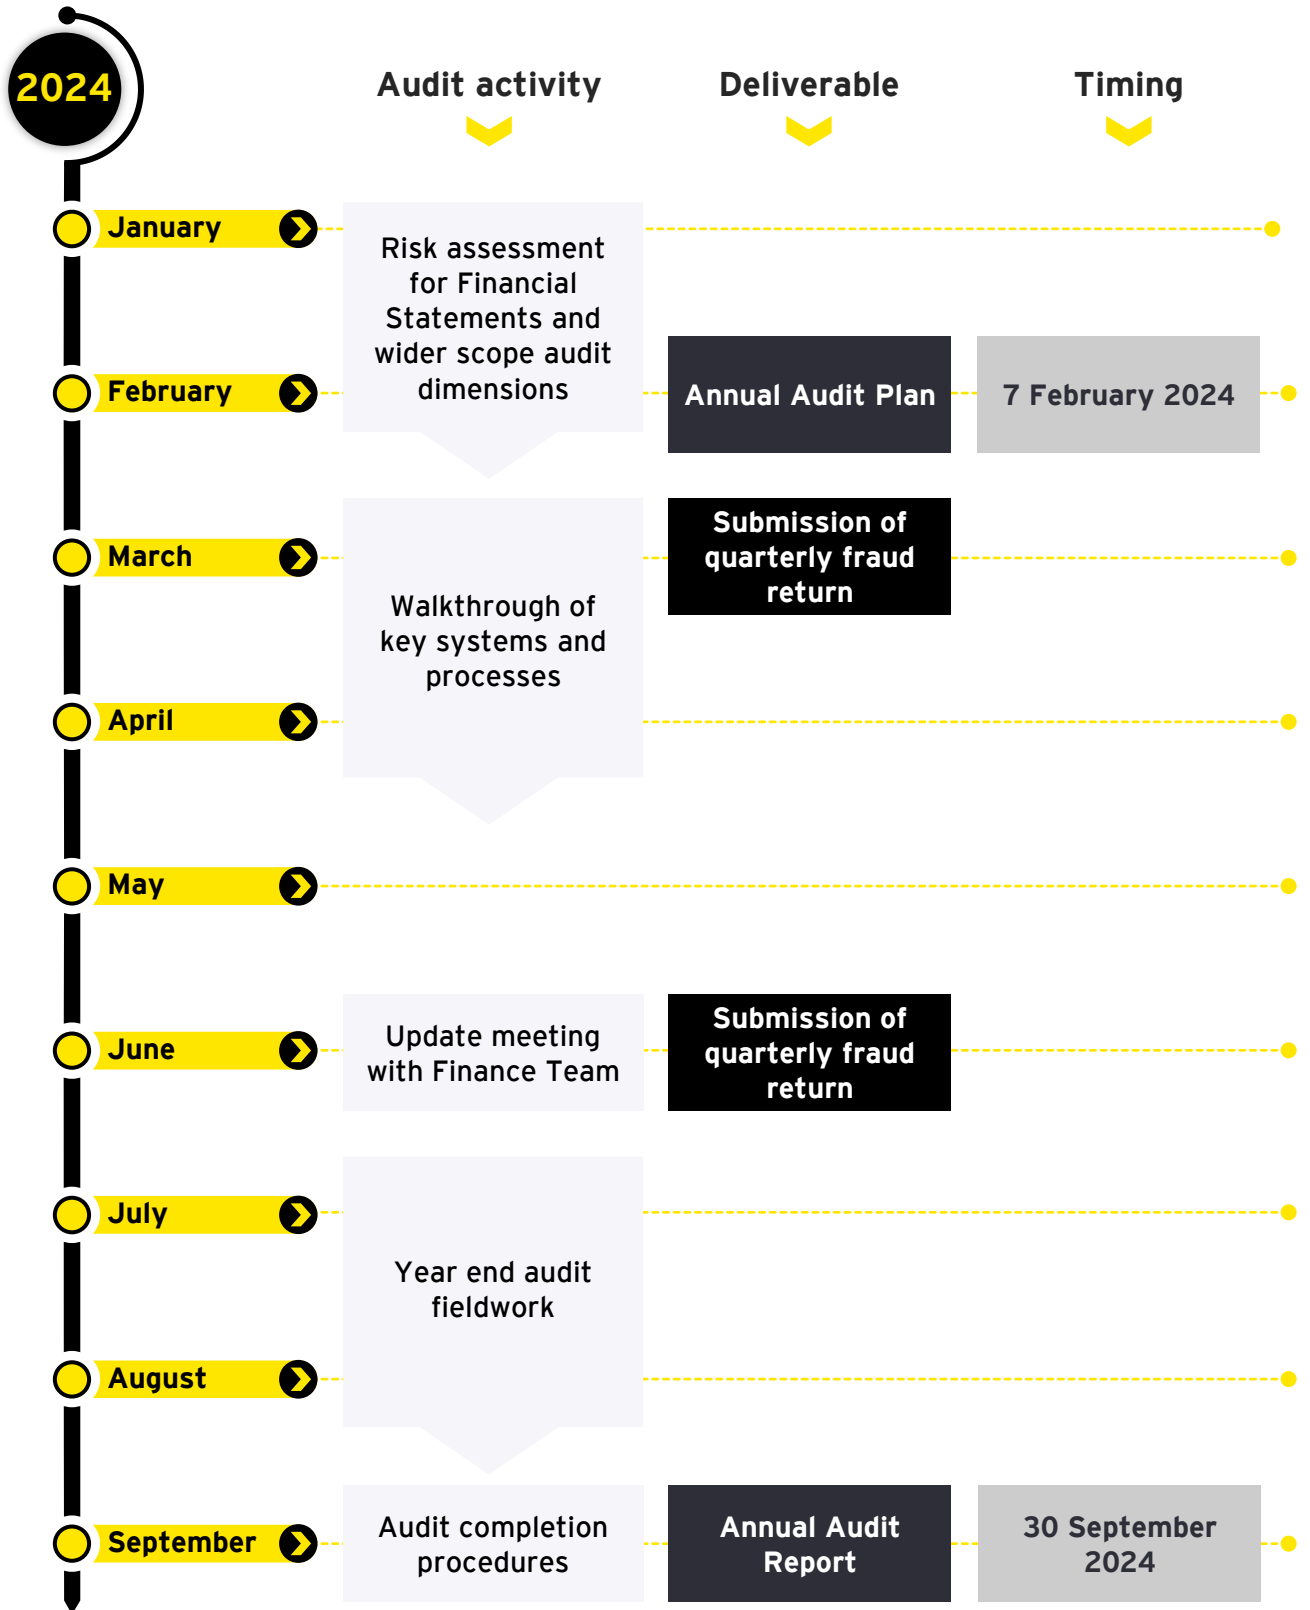 2024
Audit activity
Deliverable
Timing
January
Risk assessment
for Financial
Statements and
wider scope audit
dimensions
February
Annual Audit Plan
7 February 2024
March
Submission of
quarterly fraud
return
Walkthrough of
key systems and
processes
April
May
June
Update meeting
with Finance Team
Submission of
quarterly fraud
return
July
Year end audit
fieldwork
August
September
Audit completion
procedures
Annual Audit
Report
30 September
2024